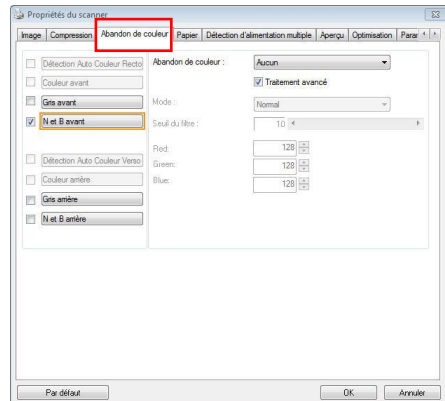 Propriétés du scanner
Image Compression Abandon de couleur Papier Détection d'alimentation multiple Aperçu Optimisation Parar
Détection Auto Couleur Recto Abandon de couleur : Aucun
Couleur avant Traitement avancé
Gris avant Mode : Normal
N et B avant Seuil du filtre : 10
Red: 128
Détection Auto Couleur Verso Green: 128
Couleur arrière Blue: 128
Gris arrière
N et B arrière
Par défaut OK Annuler